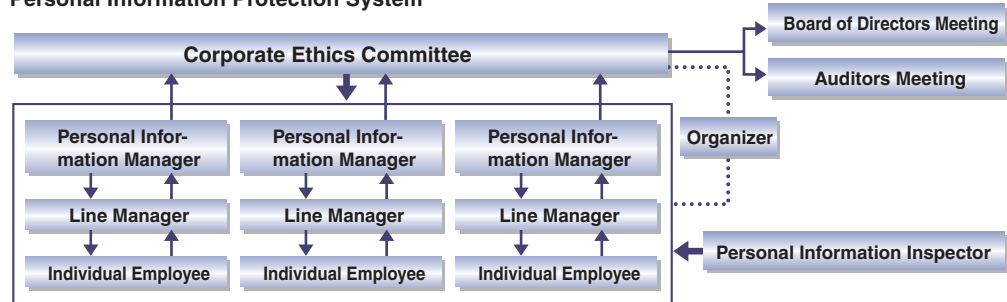 Personal Information Protection System
Board of Directors Meeting
Corporate Ethics Committee
Auditors Meeting
Personal Infor-
mation Manager
Personal Infor-
mation Manager
Personal Infor-
mation Manager
Organizer
Line Manager
Line Manager
Line Manager
Personal Information Inspector
Individual Employee
Individual Employee
Individual Employee